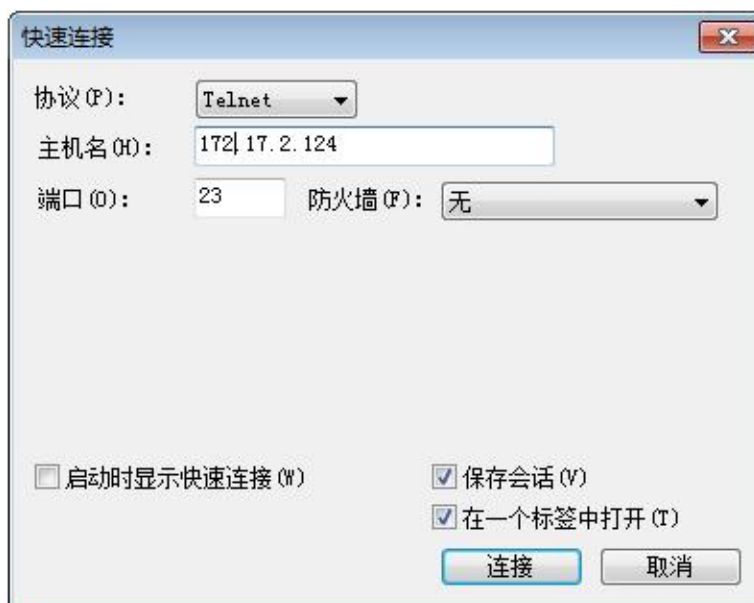 快速连接
协议(P): Telnet
主机名(H): 172.17.2.124
端口(O): 23 防火墙(F): 无
启动时显示快速连接(W) 保存会话(V)
在一个标签中打开(T)
连接 取消